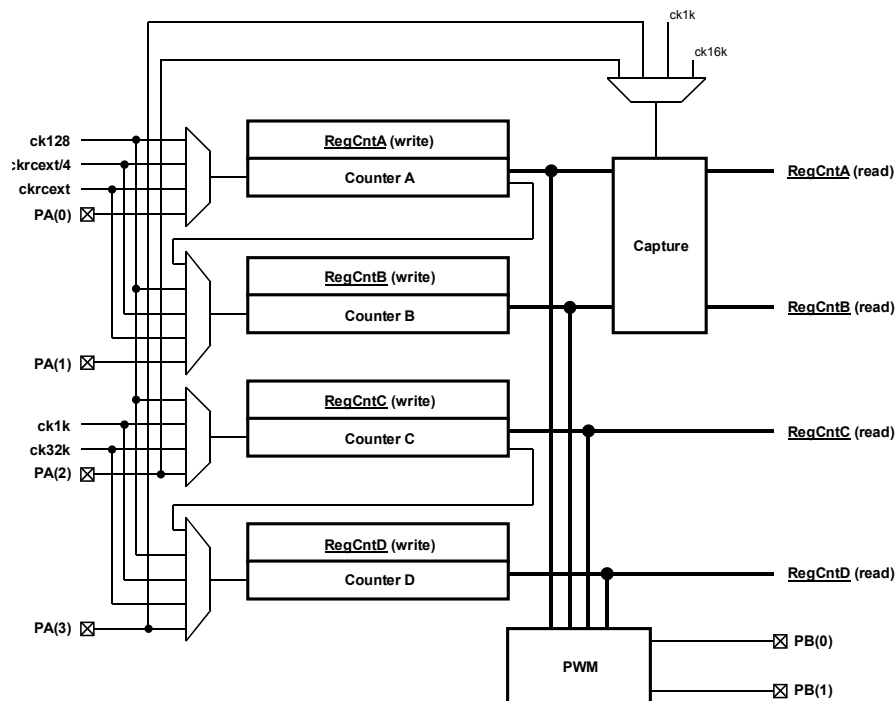 ck1k
ck16k
ck128
RegCntA (write)
ckrcext/4
RegCntA (read)
Counter A
ckrcext
PA(0)
Capture
RegCntB (write)
RegCntB (read)
Counter B
PA(1)
RegCntC (write)
ck1k
RegCntC (read)
Counter C
ck32k
PA(2)
RegCntD (write)
RegCntD (read)
Counter D
PA(3)
PB(0)
PWM
PB(1)